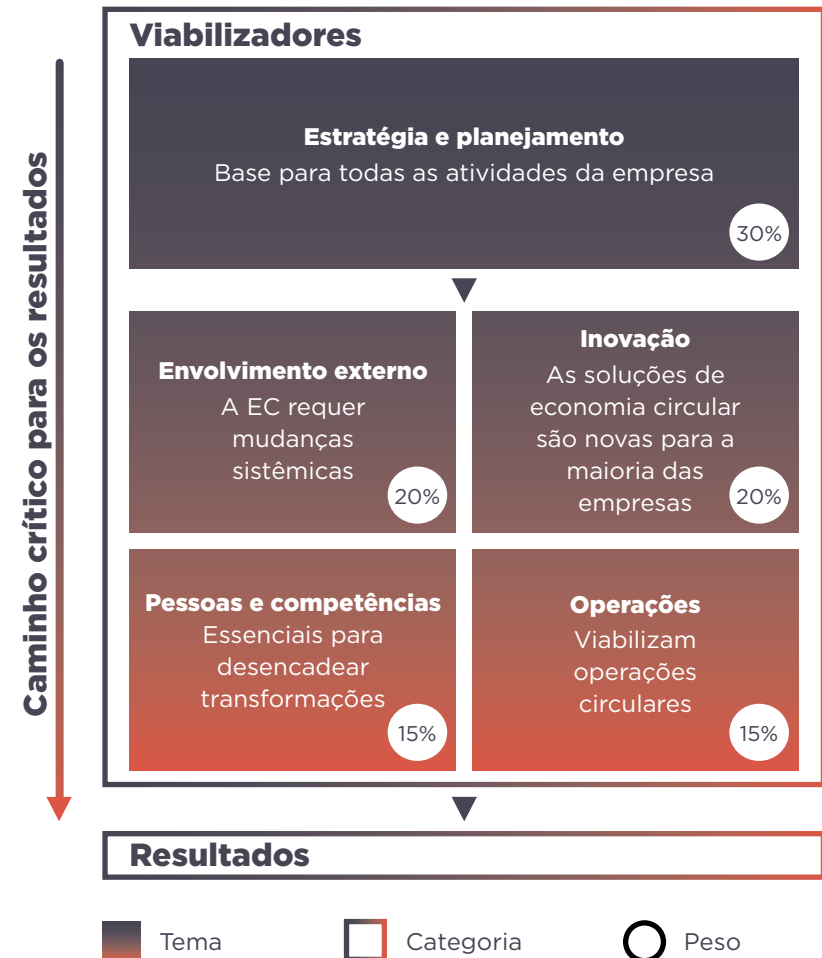 Caminho crítico para os resultados
Viabilizadores
Estratégia e planejamento
Base para todas as atividades da empresa
30%
Envolvimento externo
A EC requer
mudanças
sistêmicas
20%
Inovação
As soluções de
economia circular
são novas para a
maioria das
empresas
20%
Pessoas e competências
Essenciais para
desencadear
transformações
15%
Operações
Viabilizam
operações
circulares
15%
Resultados
Tema
Categoria
Peso